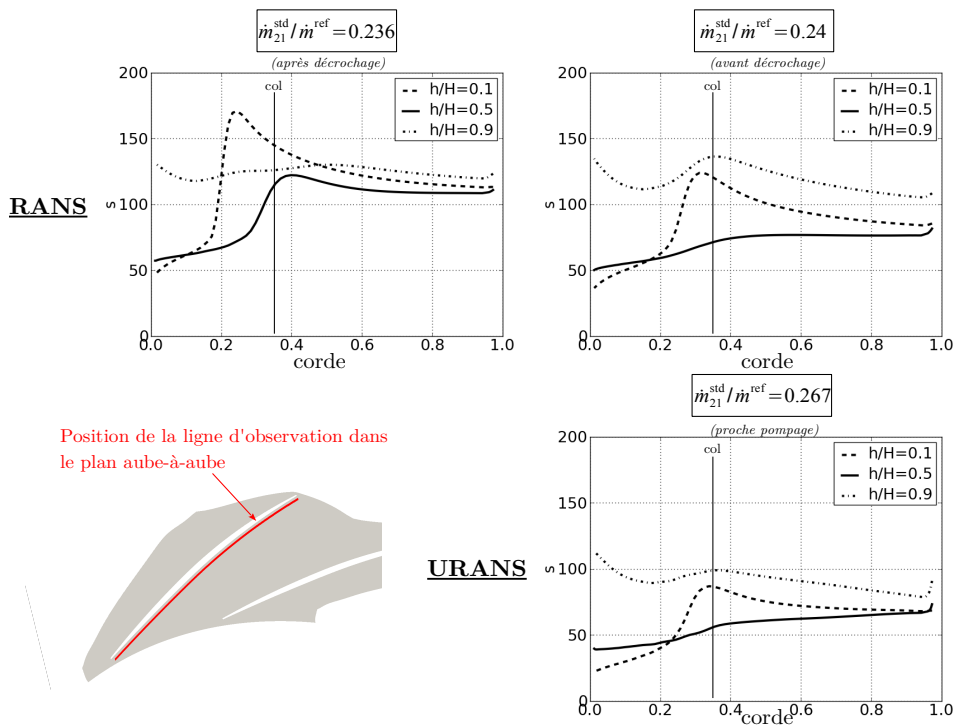 ṁ₂₁ˢᵗᵈ/ṁʳᵉᶠ=0.236
(après décrochage)
200
150
100
50
0
s
col
h/H=0.1
h/H=0.5
h/H=0.9
0.0 0.2 0.4 0.6 0.8 1.0
corde
RANS
ṁ₂₁ˢᵗᵈ/ṁʳᵉᶠ=0.24
(avant décrochage)
200
150
100
50
0
s
col
h/H=0.1
h/H=0.5
h/H=0.9
0.0 0.2 0.4 0.6 0.8 1.0
corde
Position de la ligne d'observation dans
le plan aube-à-aube
URANS
ṁ₂₁ˢᵗᵈ/ṁʳᵉᶠ=0.267
(proche pompage)
200
150
100
50
0
s
col
h/H=0.1
h/H=0.5
h/H=0.9
0.0 0.2 0.4 0.6 0.8 1.0
corde